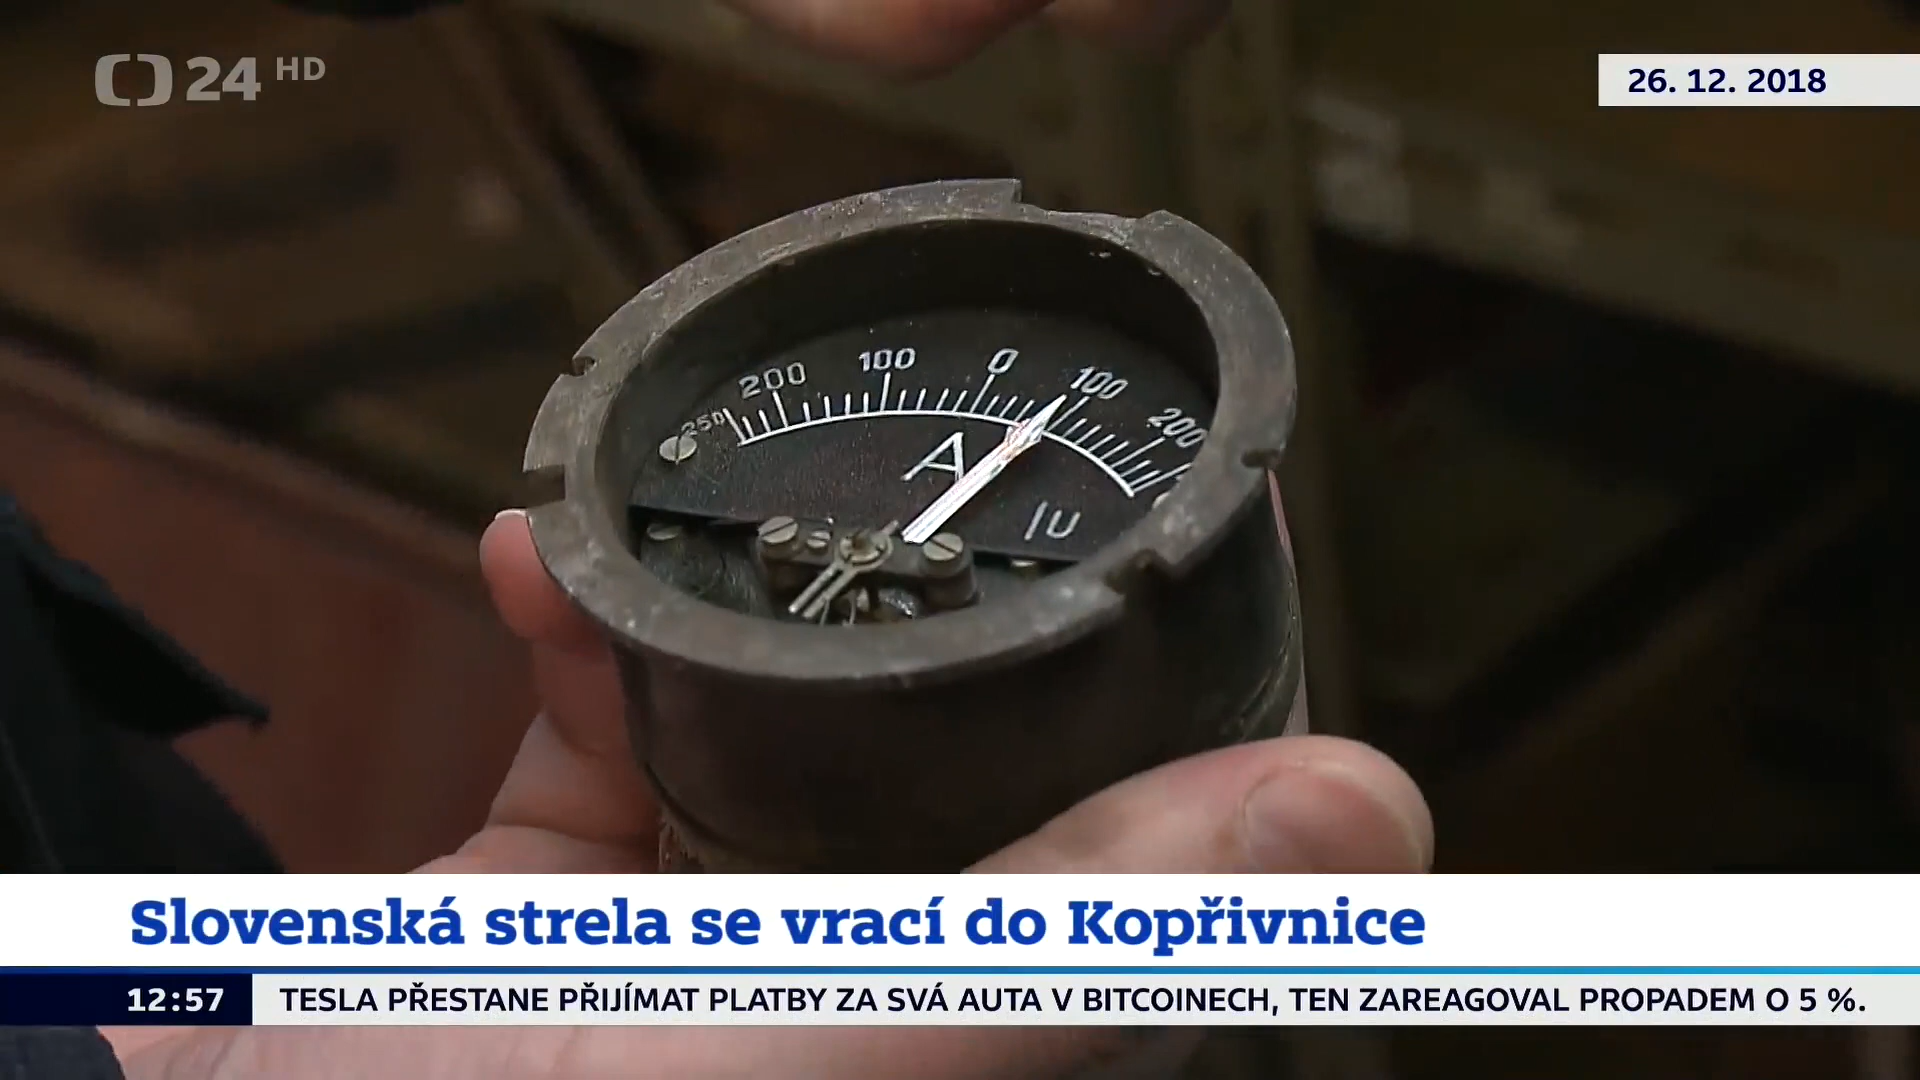 24 HD
26. 12. 2018
250 200 100 0 100 200
A
Slovenská strela se vrací do Kopřivnice
12:57 TESLA PŘESTANE PŘIJÍMAT PLATBY ZA SVÁ AUTA V BITCOINECH, TEN ZAREAGOVAL PROPADEM O 5 %.